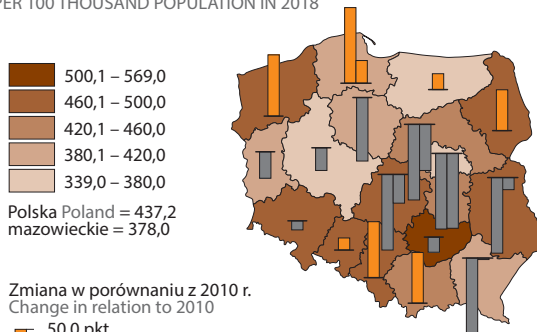 PER 100 THOUSAND POPULATION IN 2018
500,1 – 569,0
460,1 – 500,0
420,1 – 460,0
380,1 – 420,0
339,0 – 380,0
Polska Poland = 437,2
mazowieckie = 378,0
Zmiana w porównaniu z 2010 r.
Change in relation to 2010
50,0 pkt